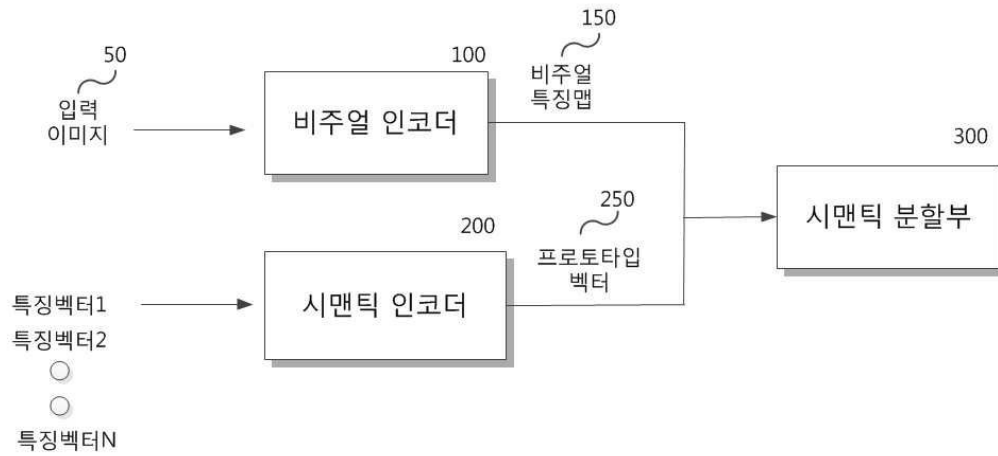 50
입력
이미지
100
비주얼 인코더
150
비주얼
특징맵
300
시맨틱 분할부
200
시맨틱 인코더
250
프로토타입
벡터
특징벡터1
특징벡터2
특징벡터N